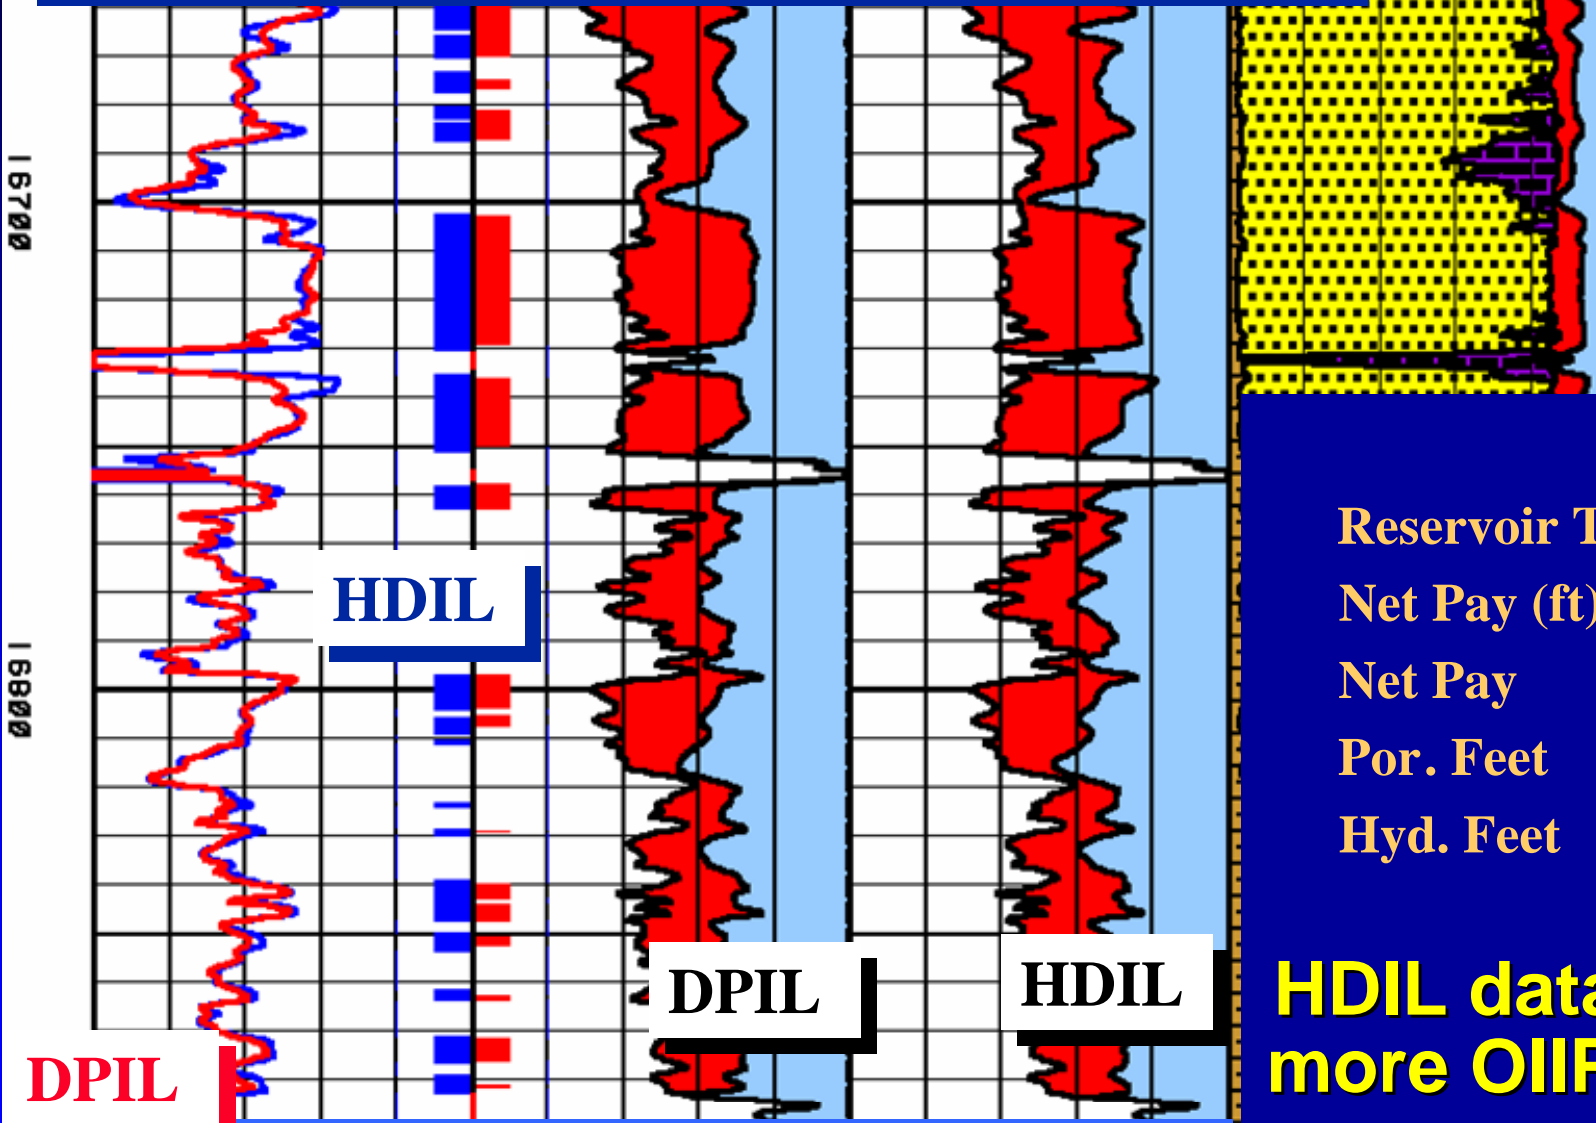 16700
16800
HDIL
DPIL
DPIL
HDIL
Reservoir T
Net Pay (ft)
Net Pay
Por. Feet
Hyd. Feet
HDIL data
more OIIP